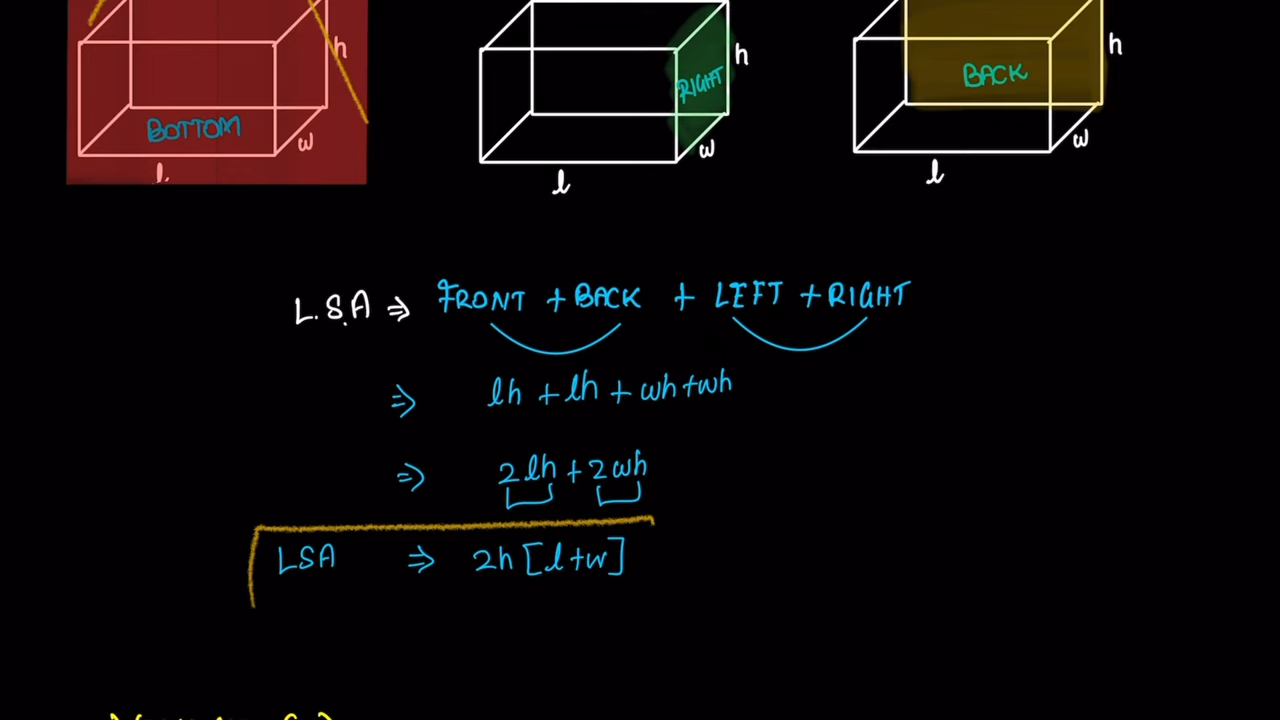 h
BOTTOM
w
l
h
RIGHT
w
l
h
BACK
w
l
L.S.A ⇒ FRONT + BACK + LEFT + RIGHT
⇒ lh + lh + wh + wh
⇒ 2lh + 2wh
LSA ⇒ 2h [l+w]